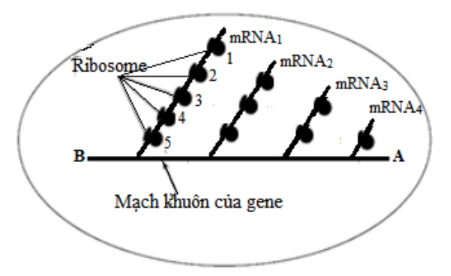 mRNA1
Ribosome
1
mRNA2
2
mRNA3
3
mRNA4
4
5
B
A
Mạch khuôn của gene